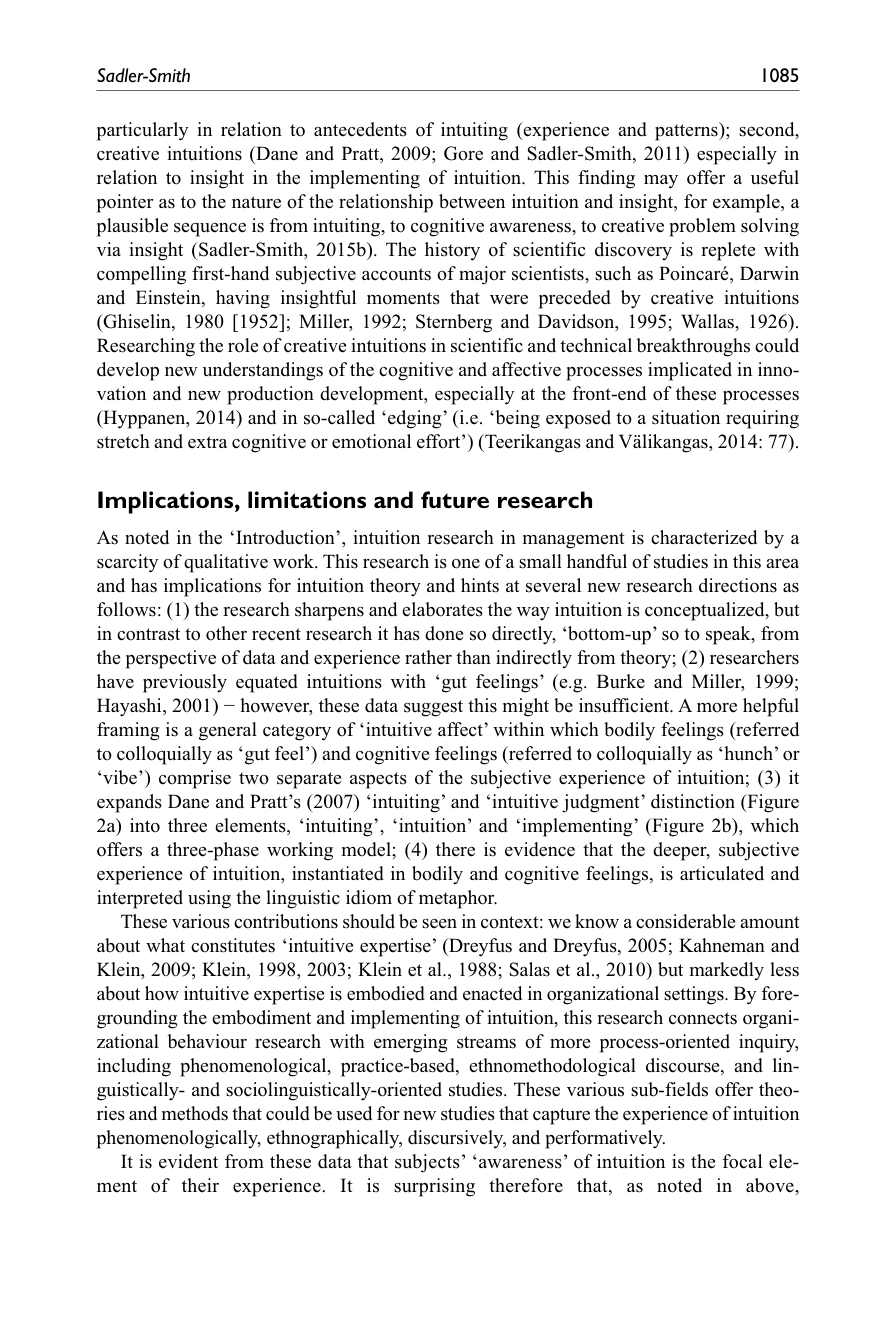 Sadler-Smith 1085
particularly in relation to antecedents of intuiting (experience and patterns); second,
creative intuitions (Dane and Pratt, 2009; Gore and Sadler-Smith, 2011) especially in
relation to insight in the implementing of intuition. This finding may offer a useful
pointer as to the nature of the relationship between intuition and insight, for example, a
plausible sequence is from intuiting, to cognitive awareness, to creative problem solving
via insight (Sadler-Smith, 2015b). The history of scientific discovery is replete with
compelling first-hand subjective accounts of major scientists, such as Poincaré, Darwin
and Einstein, having insightful moments that were preceded by creative intuitions
(Ghiselin, 1980 [1952]; Miller, 1992; Sternberg and Davidson, 1995; Wallas, 1926).
Researching the role of creative intuitions in scientific and technical breakthroughs could
develop new understandings of the cognitive and affective processes implicated in inno-
vation and new production development, especially at the front-end of these processes
(Hyppanen, 2014) and in so-called ‘edging’ (i.e. ‘being exposed to a situation requiring
stretch and extra cognitive or emotional effort’) (Teerikangas and Välikangas, 2014: 77).
Implications, limitations and future research
As noted in the ‘Introduction’, intuition research in management is characterized by a
scarcity of qualitative work. This research is one of a small handful of studies in this area
and has implications for intuition theory and hints at several new research directions as
follows: (1) the research sharpens and elaborates the way intuition is conceptualized, but
in contrast to other recent research it has done so directly, ‘bottom-up’ so to speak, from
the perspective of data and experience rather than indirectly from theory; (2) researchers
have previously equated intuitions with ‘gut feelings’ (e.g. Burke and Miller, 1999;
Hayashi, 2001) − however, these data suggest this might be insufficient. A more helpful
framing is a general category of ‘intuitive affect’ within which bodily feelings (referred
to colloquially as ‘gut feel’) and cognitive feelings (referred to colloquially as ‘hunch’ or
‘vibe’) comprise two separate aspects of the subjective experience of intuition; (3) it
expands Dane and Pratt’s (2007) ‘intuiting’ and ‘intuitive judgment’ distinction (Figure
2a) into three elements, ‘intuiting’, ‘intuition’ and ‘implementing’ (Figure 2b), which
offers a three-phase working model; (4) there is evidence that the deeper, subjective
experience of intuition, instantiated in bodily and cognitive feelings, is articulated and
interpreted using the linguistic idiom of metaphor.
These various contributions should be seen in context: we know a considerable amount
about what constitutes ‘intuitive expertise’ (Dreyfus and Dreyfus, 2005; Kahneman and
Klein, 2009; Klein, 1998, 2003; Klein et al., 1988; Salas et al., 2010) but markedly less
about how intuitive expertise is embodied and enacted in organizational settings. By fore-
grounding the embodiment and implementing of intuition, this research connects organi-
zational behaviour research with emerging streams of more process-oriented inquiry,
including phenomenological, practice-based, ethnomethodological discourse, and lin-
guistically- and sociolinguistically-oriented studies. These various sub-fields offer theo-
ries and methods that could be used for new studies that capture the experience of intuition
phenomenologically, ethnographically, discursively, and performatively.
It is evident from these data that subjects’ ‘awareness’ of intuition is the focal ele-
ment of their experience. It is surprising therefore that, as noted in above,